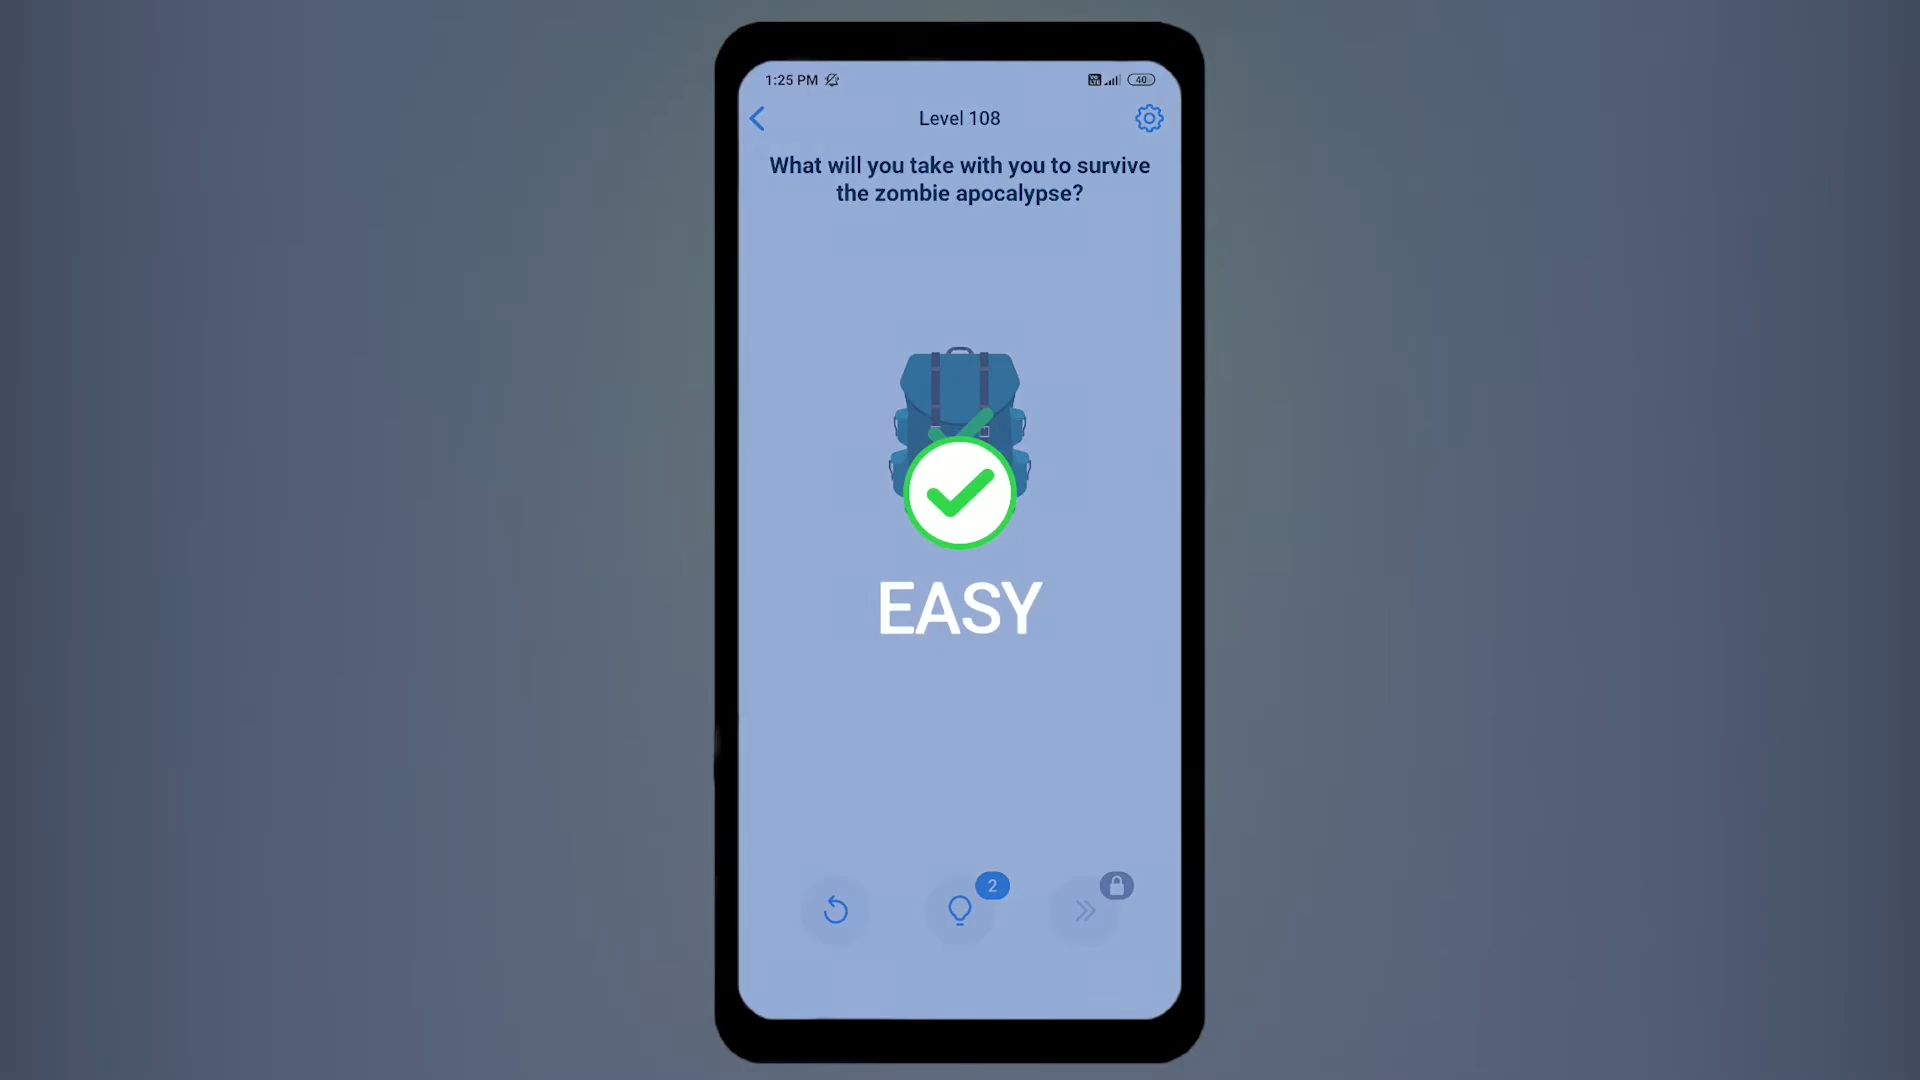 1:25 PM
40
Level 108
What will you take with you to survive
the zombie apocalypse?
EASY
2